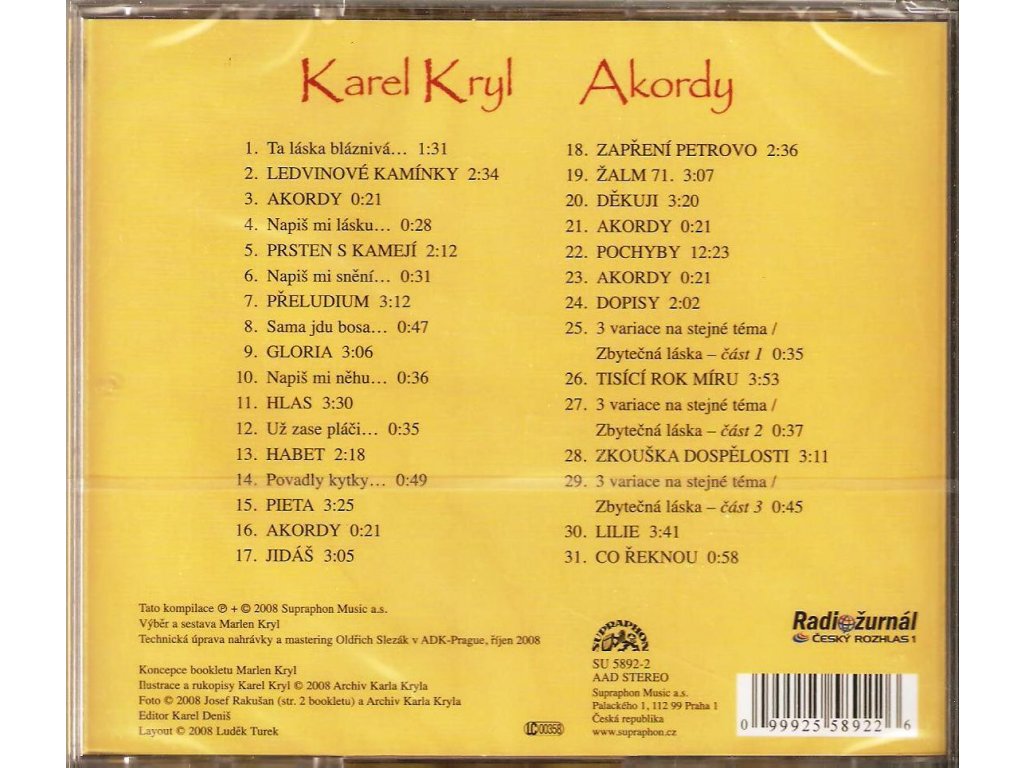 Karel Kryl Akordy
1. Ta láska bláznivá… 1:31
2. LEDVINOVÉ KAMÍNKY 2:34
3. AKORDY 0:21
4. Napiš mi lásku… 0:28
5. PRSTEN S KAMEJÍ 2:12
6. Napiš mi snění… 0:31
7. PŘELUDIUM 3:12
8. Sama jdu bosa… 0:47
9. GLORIA 3:06
10. Napiš mi něhu… 0:36
11. HLAS 3:30
12. Už zase pláči… 0:35
13. HABET 2:18
14. Povadly kytky… 0:49
15. PIETA 3:25
16. AKORDY 0:21
17. JIDÁŠ 3:05
18. ZAPŘENÍ PETROVO 2:36
19. ŽALM 71. 3:07
20. DĚKUJI 3:20
21. AKORDY 0:21
22. POCHYBY 12:23
23. AKORDY 0:21
24. DOPISY 2:02
25. 3 variace na stejné téma /
Zbytečná láska – část 1 0:35
26. TISÍCÍ ROK MÍRU 3:53
27. 3 variace na stejné téma /
Zbytečná láska – část 2 0:37
28. ZKOUŠKA DOSPĚLOSTI 3:11
29. 3 variace na stejné téma /
Zbytečná láska – část 3 0:45
30. LILIE 3:41
31. CO ŘEKNOU 0:58
Tato kompilace ℗ + © 2008 Supraphon Music a.s.
Výběr a sestava Marlen Kryl
Technická úprava nahrávky a mastering Oldřich Slezák v ADK-Prague, říjen 2008
Koncepce bookletu Marlen Kryl
Ilustrace a rukopisy Karel Kryl © 2008 Archiv Karla Kryla
Foto © 2008 Josef Rakušan (str. 2 bookletu) a Archiv Karla Kryla
Editor Karel Deniš
Layout © 2008 Luděk Turek
LC 00358
SUPRAPHON
SU 5892-2
AAD STEREO
Supraphon Music a.s.
Palackého 1, 112 99 Praha 1
Česká republika
www.supraphon.cz
Radiožurnál
ČESKÝ ROZHLAS 1
0 99925 58922 6